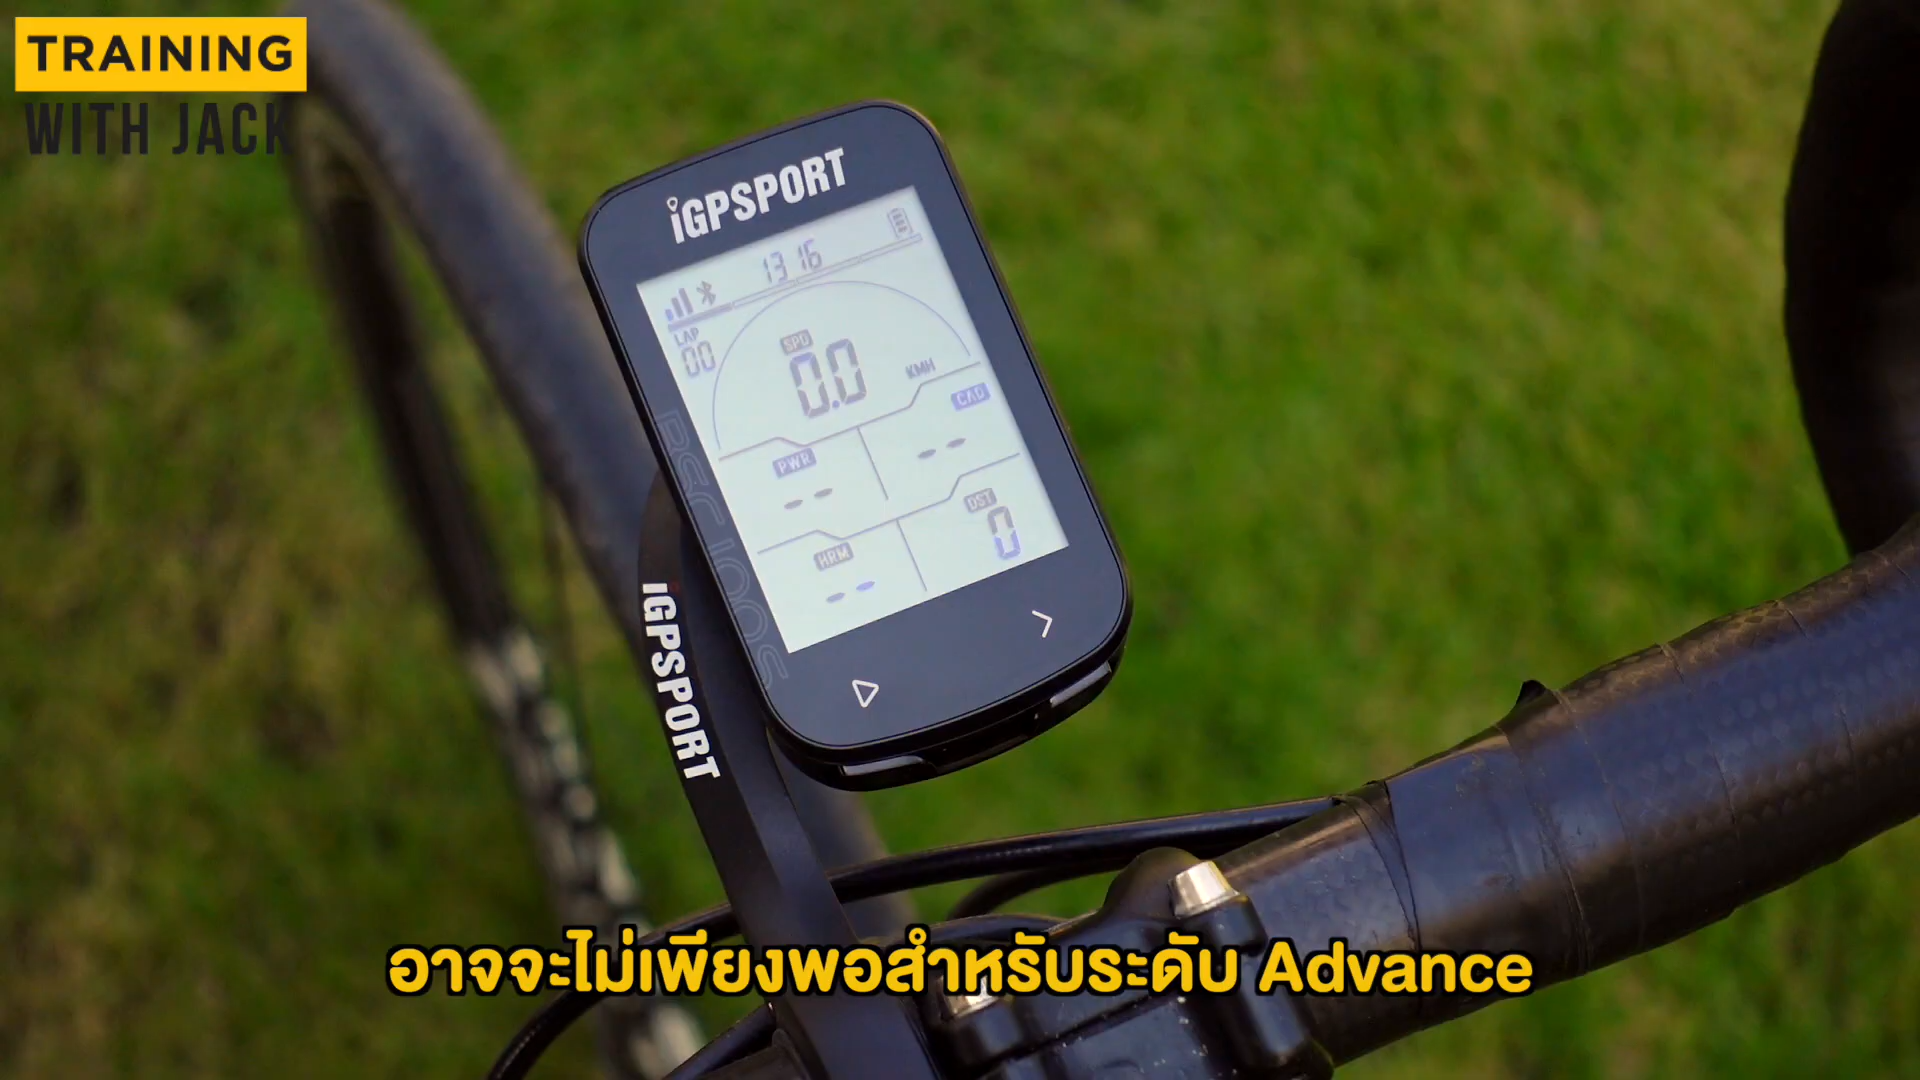 TRAINING
WITH JACK
iGPSPORT
13 16
LAP
00
SPD
0.0
KMH
CAD
--
PWR
--
DST
0
HRM
--
BSC 100S
iGPSPORT
อาจจะไม่เพียงพอสำหรับระดับ Advance